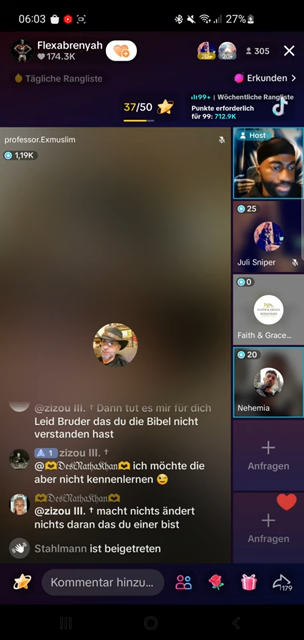 06:03
27%
Flexabrenyah
174.3K
305
Tägliche Rangliste
Erkunden >
37/50
99+ | Wöchentliche Rangliste
Punkte erforderlich
für 99: 712.9K
professor.Exmuslim
1,19K
Host
25
Juli Sniper
0
Faith & Grace...
20
Nehemia
@zizou III. † Dann tut es mir für dich
Leid Bruder das du die Bibel nicht
verstanden hast
1 zizou III. †
@🫶𝔇𝔢𝔰𝔑𝔞𝔱𝔥𝔞𝔎𝔥𝔞𝔫🫶 ich möchte die
aber nicht kennenlernen 😉
🫶𝔇𝔢𝔰𝔑𝔞𝔱𝔥𝔞𝔎𝔥𝔞𝔫🫶
@zizou III. † macht nichts ändert
nichts daran das du einer bist
Stahlmann ist beigetreten
Anfragen
Anfragen
Kommentar hinzu...
179